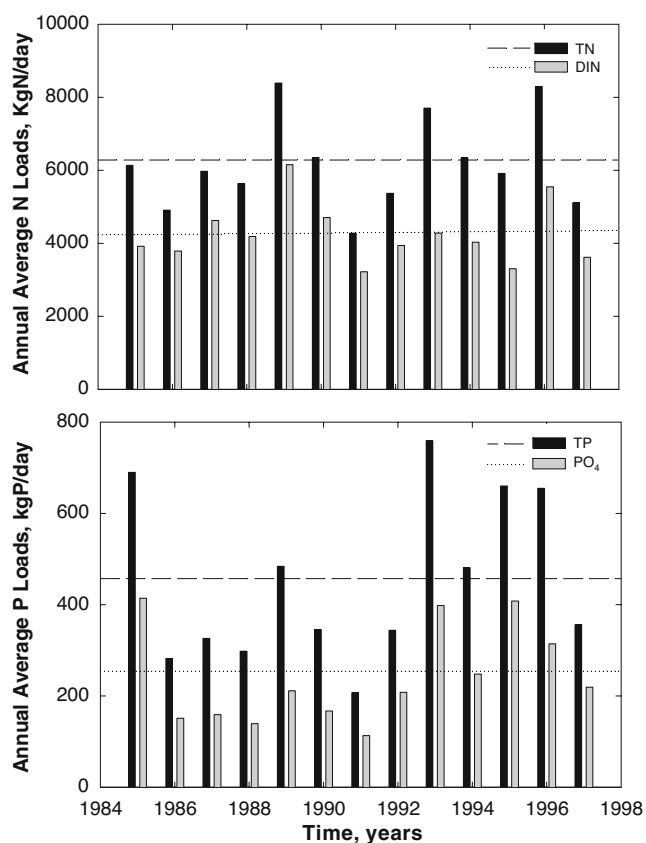 10000
8000
6000
4000
2000
0
Annual Average N Loads, KgN/day
TN
DIN
800
600
400
200
0
Annual Average P Loads, kgP/day
TP
PO₄
1984 1986 1988 1990 1992 1994 1996 1998
Time, years